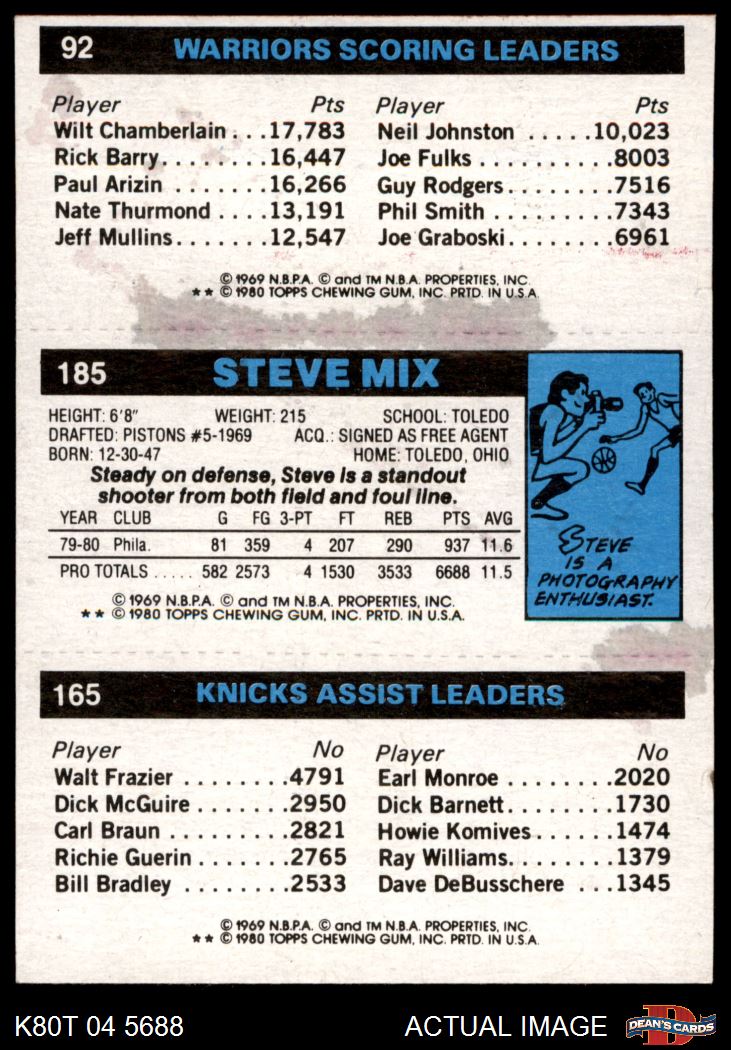 92 WARRIORS SCORING LEADERS
Player Pts Player Pts
Wilt Chamberlain . . .17,783 Neil Johnston . . . . .10,023
Rick Barry. . . . . . . .16,447 Joe Fulks . . . . . . . . .8003
Paul Arizin . . . . . . .16,266 Guy Rodgers. . . . . . .7516
Nate Thurmond . . . .13,191 Phil Smith . . . . . . . .7343
Jeff Mullins. . . . . . .12,547 Joe Graboski. . . . . . .6961
© 1969 N.B.P.A. © and TM N.B.A. PROPERTIES, INC.
★★ © 1980 TOPPS CHEWING GUM, INC. PRTD. IN U.S.A.
185 STEVE MIX
HEIGHT: 6'8" WEIGHT: 215 SCHOOL: TOLEDO
DRAFTED: PISTONS #5-1969 ACQ.: SIGNED AS FREE AGENT
BORN: 12-30-47 HOME: TOLEDO, OHIO
Steady on defense, Steve is a standout
shooter from both field and foul line.
YEAR CLUB G FG 3-PT FT REB PTS AVG
79-80 Phila. 81 359 4 207 290 937 11.6
PRO TOTALS . . . . . 582 2573 4 1530 3533 6688 11.5
© 1969 N.B.P.A. © and TM N.B.A. PROPERTIES, INC.
★★ © 1980 TOPPS CHEWING GUM, INC. PRTD. IN U.S.A.
STEVE
IS A
PHOTOGRAPHY
ENTHUSIAST.
165 KNICKS ASSIST LEADERS
Player No Player No
Walt Frazier . . . . . . . .4791 Earl Monroe . . . . . . . .2020
Dick McGuire . . . . . . .2950 Dick Barnett. . . . . . . .1730
Carl Braun . . . . . . . . .2821 Howie Komives . . . . . .1474
Richie Guerin . . . . . . .2765 Ray Williams. . . . . . . .1379
Bill Bradley . . . . . . . .2533 Dave DeBusschere . . .1345
© 1969 N.B.P.A. © and TM N.B.A. PROPERTIES, INC.
★★ © 1980 TOPPS CHEWING GUM, INC. PRTD. IN U.S.A.
K80T 04 5688 ACTUAL IMAGE DEAN'S CARDS